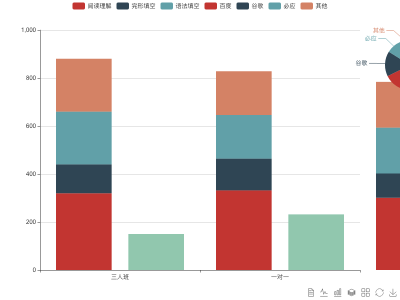 阅读理解 完形填空 语法填空 百度 谷歌 必应 其他
其他
必应
谷歌
1,000
800
600
400
200
0
三人班 一对一